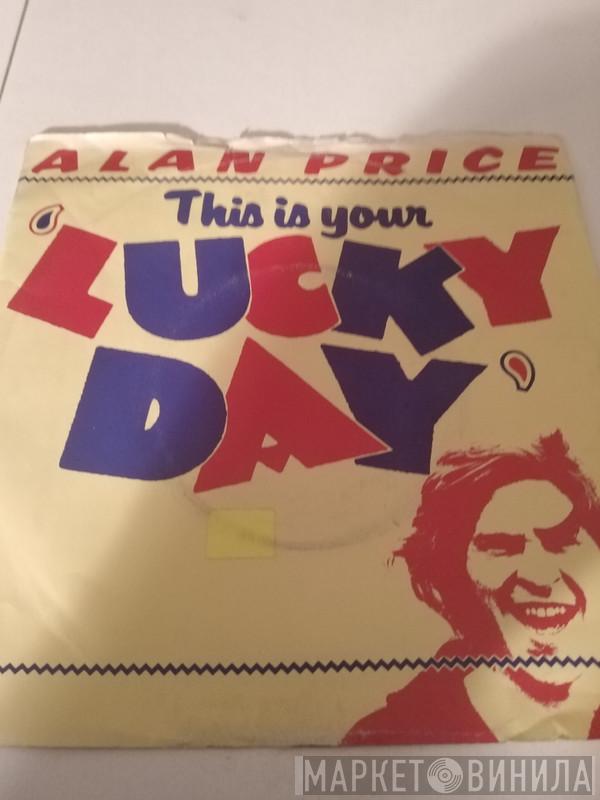 ALAN PRICE
This is your
'LUCKY
DAY'
МАРКЕТ ВИНИЛА